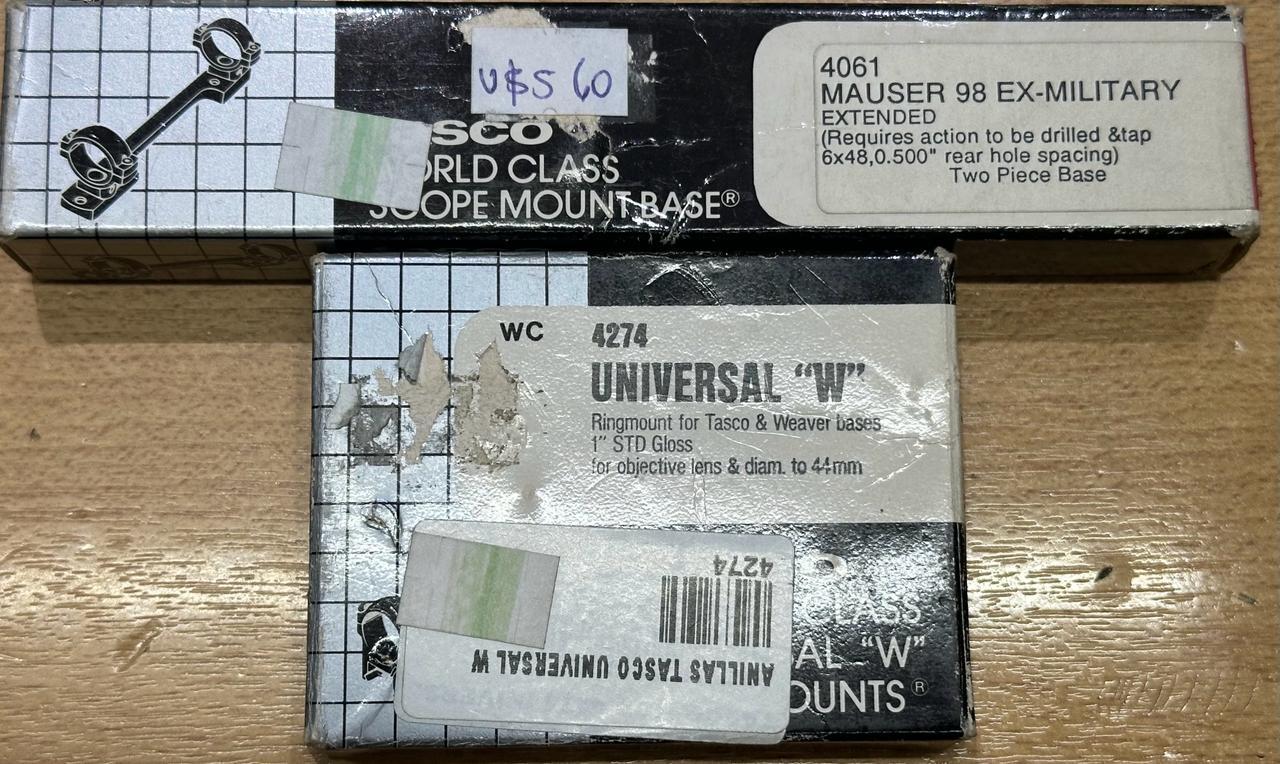 U$S 60
SCO
WORLD CLASS
SCOPE MOUNT BASE®
4061
MAUSER 98 EX-MILITARY
EXTENDED
(Requires action to be drilled &tap
6x48,0.500" rear hole spacing)
Two Piece Base
WC
4274
UNIVERSAL “W”
Ringmount for Tasco & Weaver bases
1” STD Gloss
for objective lens & diam. to 44mm
4274
ANILLAS TASCO UNIVERSAL W
CLASS
AL “W”
OUNTS®